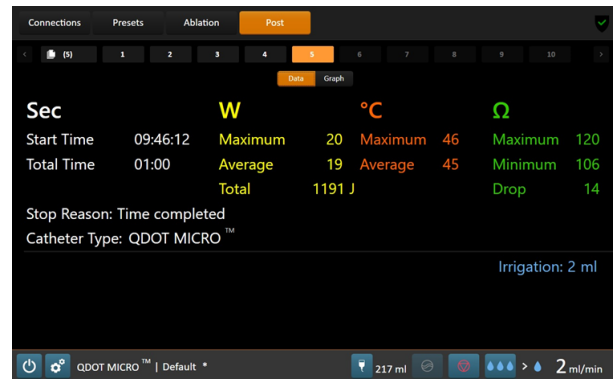 Connections Presets Ablation Post
< (5) 1 2 3 4 5 6 7 8 9 10 >
Data Graph
Sec W °C Ω
Start Time 09:46:12 Maximum 20 Maximum 46 Maximum 120
Total Time 01:00 Average 19 Average 45 Minimum 106
Total 1191 J Drop 14
Stop Reason: Time completed
Catheter Type: QDOT MICRO ™
Irrigation: 2 ml
QDOT MICRO ™ | Default * 217 ml > 2 ml/min